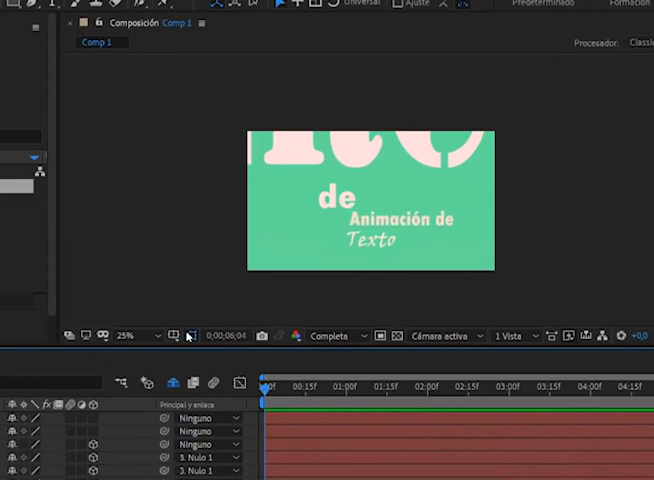 Universal
Ajuste
Predeterminado
Formación
Composición Comp 1
Comp 1
Procesador:
de
Animación de
Texto
25%
0;00;06;04
Completa
Cámara activa
1 Vista
+0,0
00:15f
01:00f
01:15f
02:00f
02:15f
03:00f
03:15f
04:00f
04:15f
fx
Principal y enlace
Ninguno
Ninguno
Ninguno
3. Nulo 1
3. Nulo 1